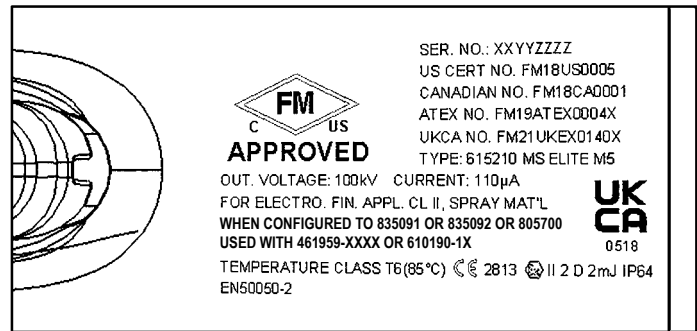 SER. NO.: XXYYZZZZ
US CERT NO. FM18US0005
CANADIAN NO. FM18CA0001
ATEX NO. FM19ATEX0004X
UKCA NO. FM21UKEX0140X
TYPE: 615210 MS ELITE M5
FM
C US
APPROVED
OUT. VOLTAGE: 100kV CURRENT: 110µA
FOR ELECTRO. FIN. APPL. CL II, SPRAY MAT'L
WHEN CONFIGURED TO 835091 OR 835092 OR 805700
USED WITH 461959-XXXX OR 610190-1X
UK
CA
0518
TEMPERATURE CLASS T6(85°C) CE 2813 Ex II 2 D 2mJ IP64
EN50050-2